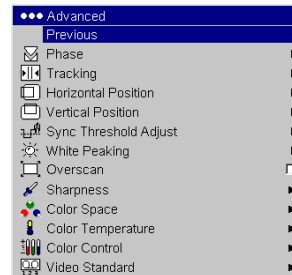 Advanced
Previous
Phase
Tracking
Horizontal Position
Vertical Position
Sync Threshold Adjust
White Peaking
Overscan
Sharpness
Color Space
Color Temperature
Color Control
Video Standard